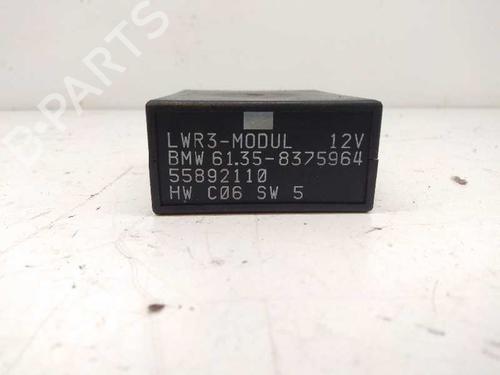 B-PARTS
LWR3-MODUL 12V
BMW 61.35-8375964
55892110
HW C06 SW 5